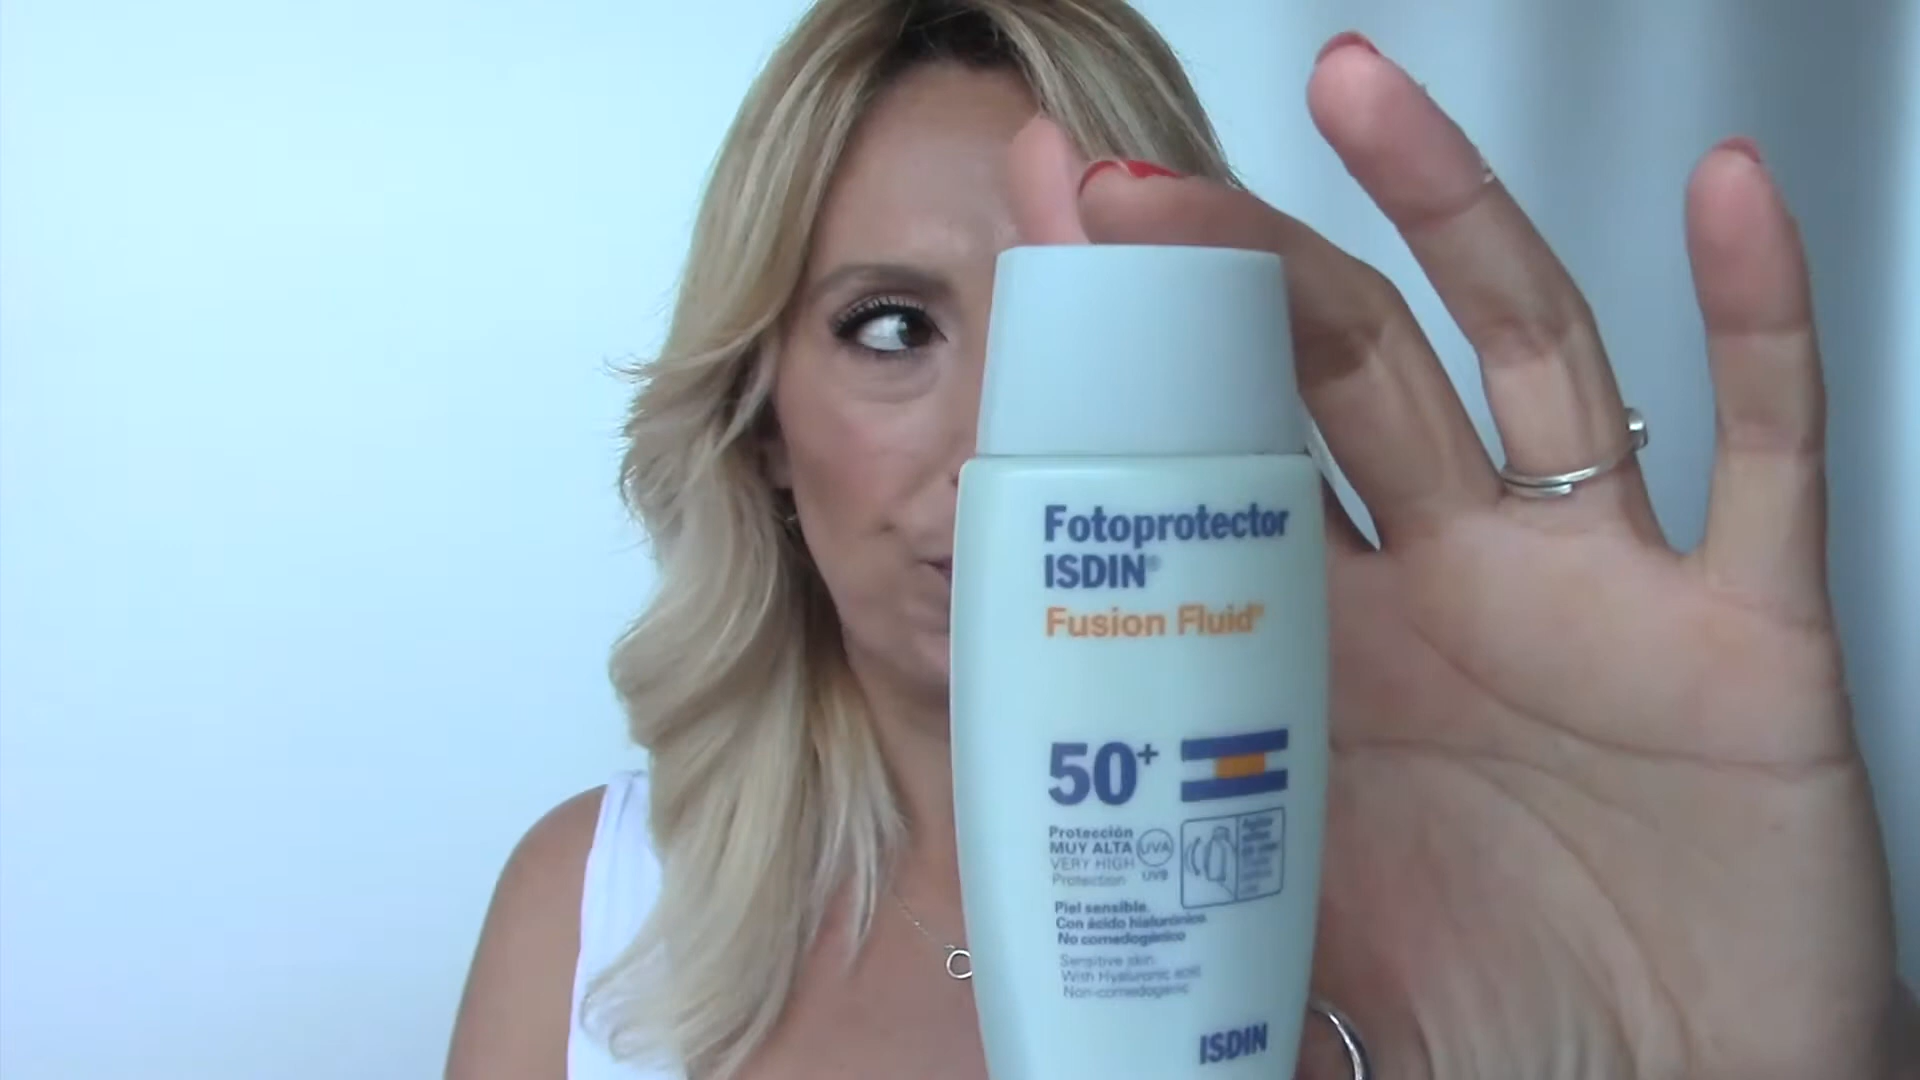 Fotoprotector
ISDIN®
Fusion Fluid®
50+
Protección
MUY ALTA
VERY HIGH
Protection
UVA
UVB
Piel sensible.
Con ácido hialurónico
No comedogénico
Sensitive skin.
With Hyaluronic acid
Non-comedogenic
ISDIN